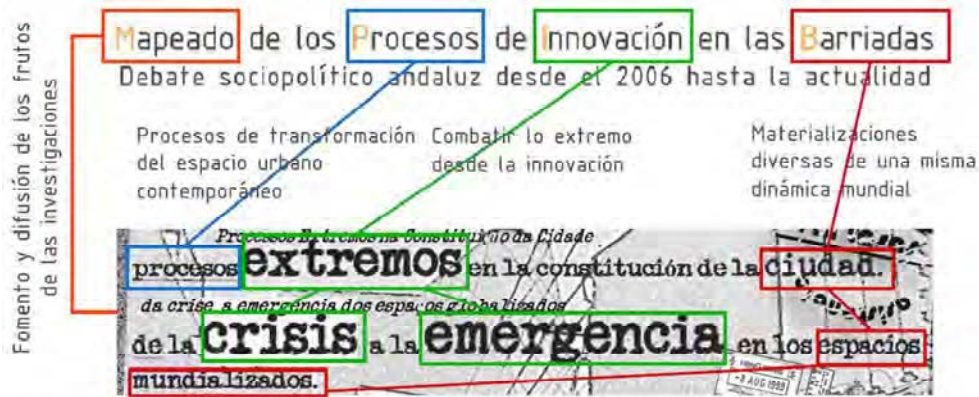 Fomento y difusión de los frutos
de las investigaciones
Mapeado de los Procesos de Innovación en las Barriadas
Debate sociopolítico andaluz desde el 2006 hasta la actualidad
Procesos de transformación
del espacio urbano
contemporáneo
Combatir lo extremo
desde la innovación
Materializaciones
diversas de una misma
dinámica mundial
Processos Extremos na Constituição da Cidade
procesos extremos en la constitución de la ciudad.
da crise a emergência dos espaços globalizados
de la crisis a la emergencia en los espacios
mundializados.
-8 AUG 1989